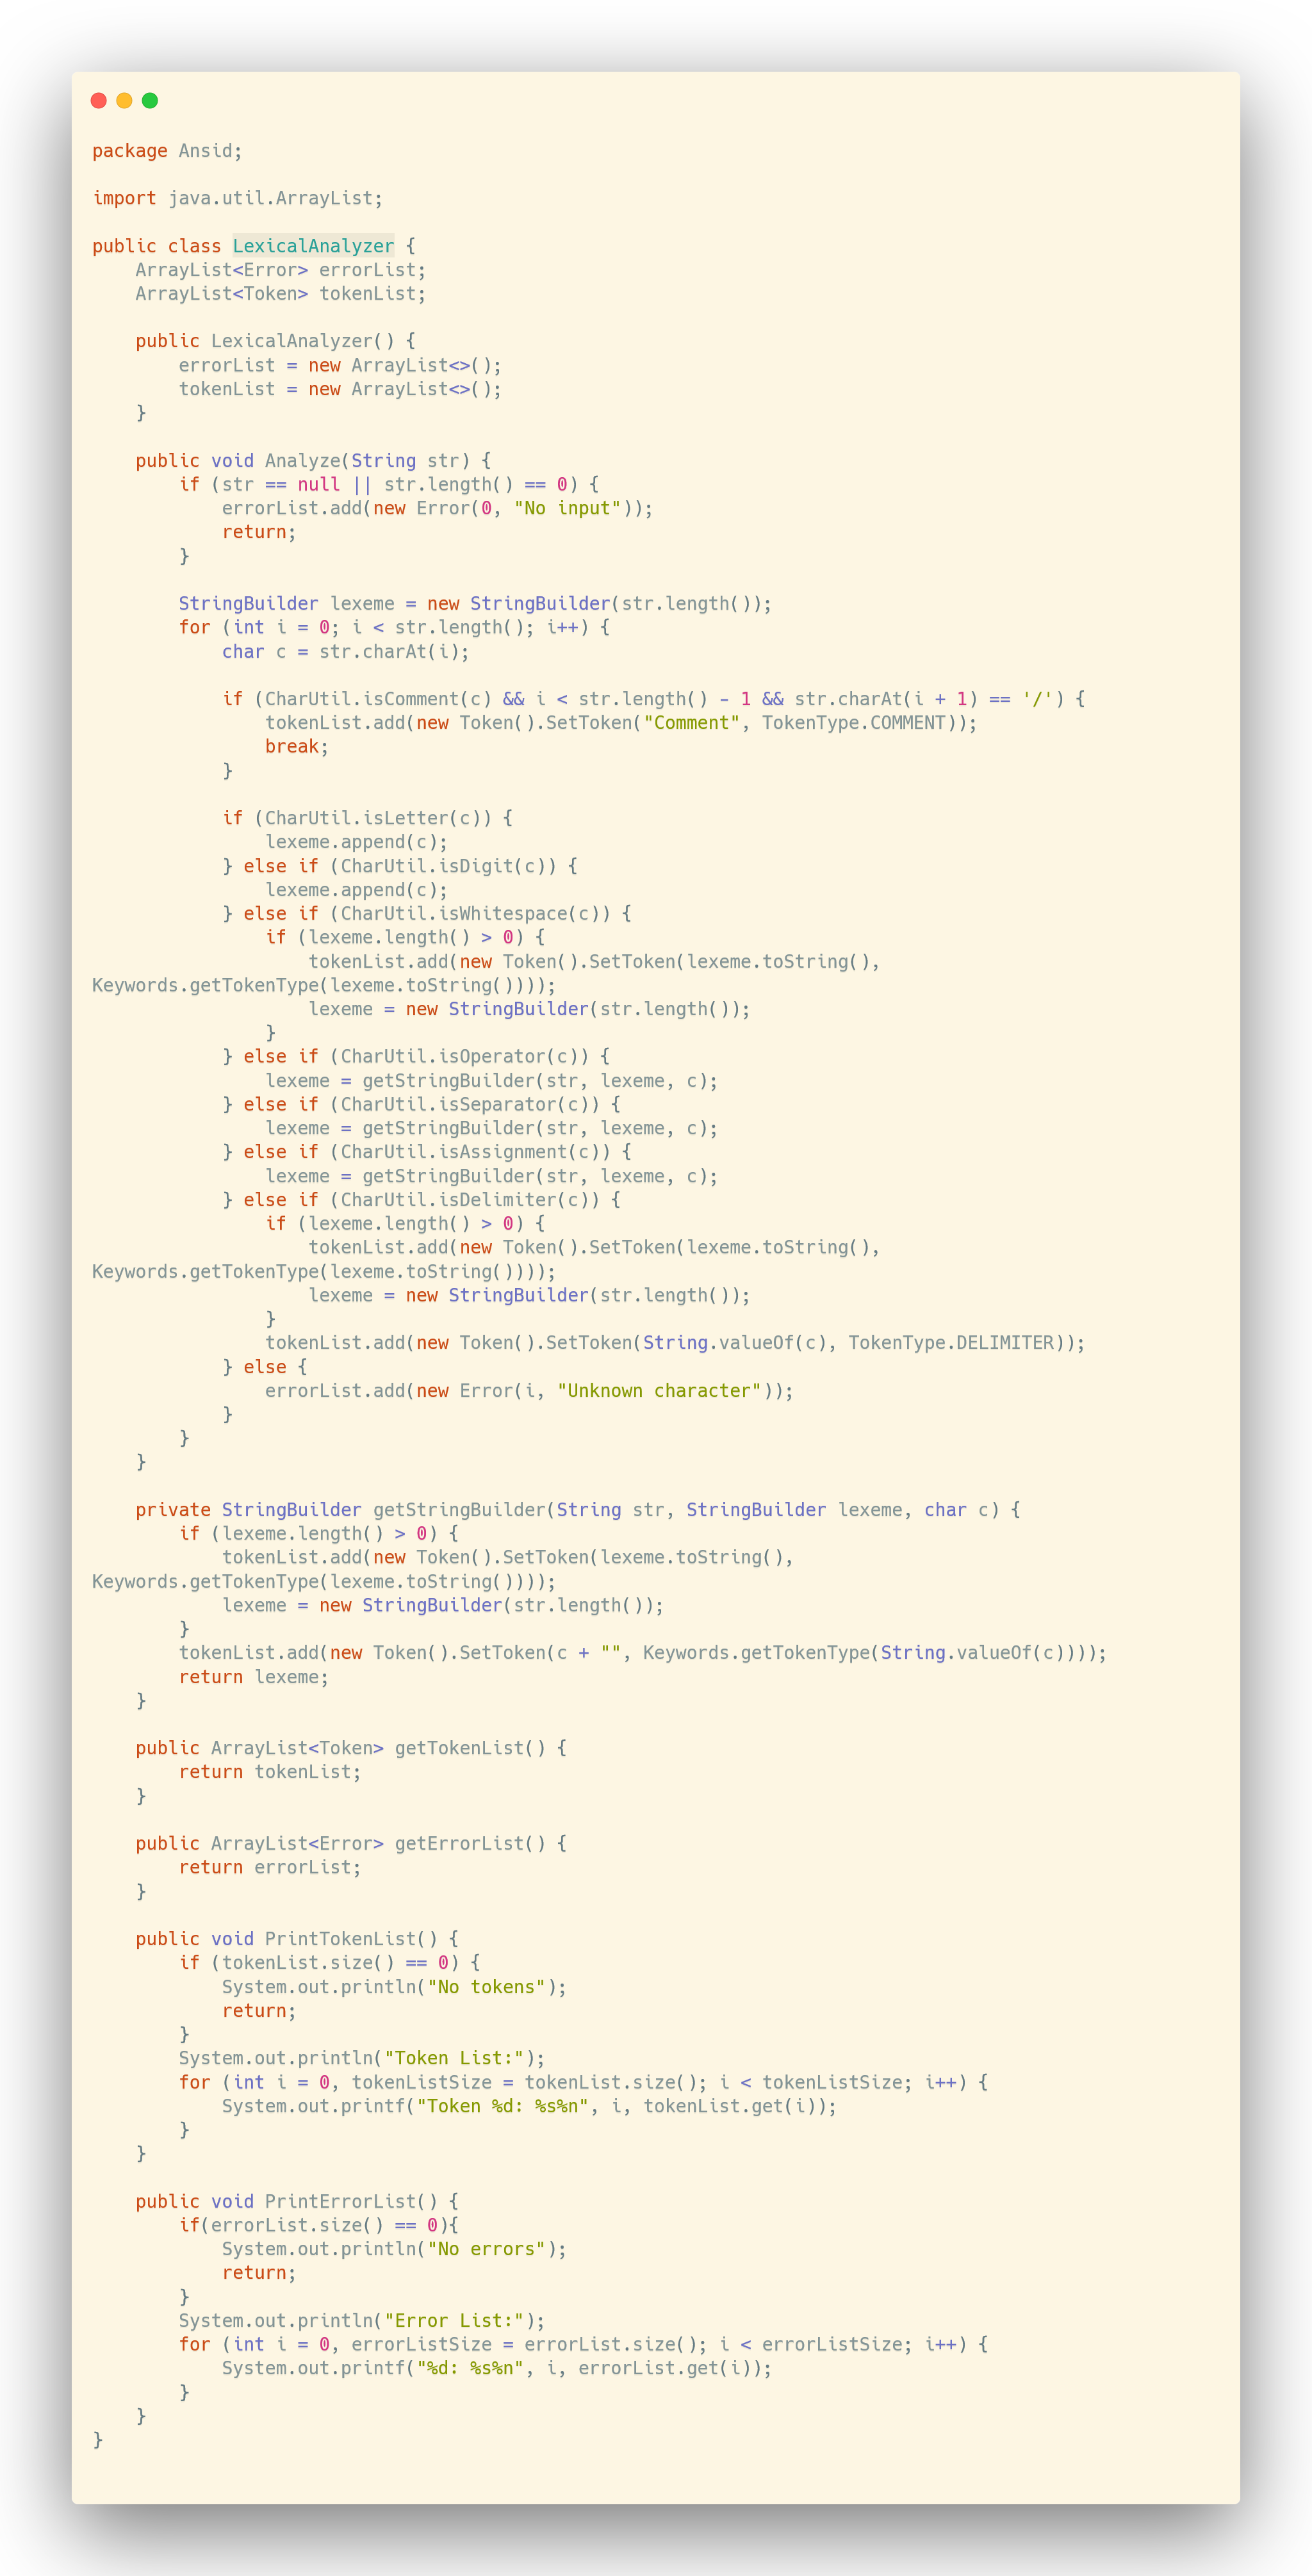 package Ansid;

import java.util.ArrayList;

public class LexicalAnalyzer {
    ArrayList<Error> errorList;
    ArrayList<Token> tokenList;

    public LexicalAnalyzer() {
        errorList = new ArrayList<>();
        tokenList = new ArrayList<>();
    }

    public void Analyze(String str) {
        if (str == null || str.length() == 0) {
            errorList.add(new Error(0, "No input"));
            return;
        }

        StringBuilder lexeme = new StringBuilder(str.length());
        for (int i = 0; i < str.length(); i++) {
            char c = str.charAt(i);

            if (CharUtil.isComment(c) && i < str.length() - 1 && str.charAt(i + 1) == '/') {
                tokenList.add(new Token().SetToken("Comment", TokenType.COMMENT));
                break;
            }

            if (CharUtil.isLetter(c)) {
                lexeme.append(c);
            } else if (CharUtil.isDigit(c)) {
                lexeme.append(c);
            } else if (CharUtil.isWhitespace(c)) {
                if (lexeme.length() > 0) {
                    tokenList.add(new Token().SetToken(lexeme.toString(),
Keywords.getTokenType(lexeme.toString())));
                    lexeme = new StringBuilder(str.length());
                }
            } else if (CharUtil.isOperator(c)) {
                lexeme = getStringBuilder(str, lexeme, c);
            } else if (CharUtil.isSeparator(c)) {
                lexeme = getStringBuilder(str, lexeme, c);
            } else if (CharUtil.isAssignment(c)) {
                lexeme = getStringBuilder(str, lexeme, c);
            } else if (CharUtil.isDelimiter(c)) {
                if (lexeme.length() > 0) {
                    tokenList.add(new Token().SetToken(lexeme.toString(),
Keywords.getTokenType(lexeme.toString())));
                    lexeme = new StringBuilder(str.length());
                }
                tokenList.add(new Token().SetToken(String.valueOf(c), TokenType.DELIMITER));
            } else {
                errorList.add(new Error(i, "Unknown character"));
            }
        }
    }

    private StringBuilder getStringBuilder(String str, StringBuilder lexeme, char c) {
        if (lexeme.length() > 0) {
            tokenList.add(new Token().SetToken(lexeme.toString(),
Keywords.getTokenType(lexeme.toString())));
            lexeme = new StringBuilder(str.length());
        }
        tokenList.add(new Token().SetToken(c + "", Keywords.getTokenType(String.valueOf(c))));
        return lexeme;
    }

    public ArrayList<Token> getTokenList() {
        return tokenList;
    }

    public ArrayList<Error> getErrorList() {
        return errorList;
    }

    public void PrintTokenList() {
        if (tokenList.size() == 0) {
            System.out.println("No tokens");
            return;
        }
        System.out.println("Token List:");
        for (int i = 0, tokenListSize = tokenList.size(); i < tokenListSize; i++) {
            System.out.printf("Token %d: %s%n", i, tokenList.get(i));
        }
    }

    public void PrintErrorList() {
        if(errorList.size() == 0){
            System.out.println("No errors");
            return;
        }
        System.out.println("Error List:");
        for (int i = 0, errorListSize = errorList.size(); i < errorListSize; i++) {
            System.out.printf("%d: %s%n", i, errorList.get(i));
        }
    }
}